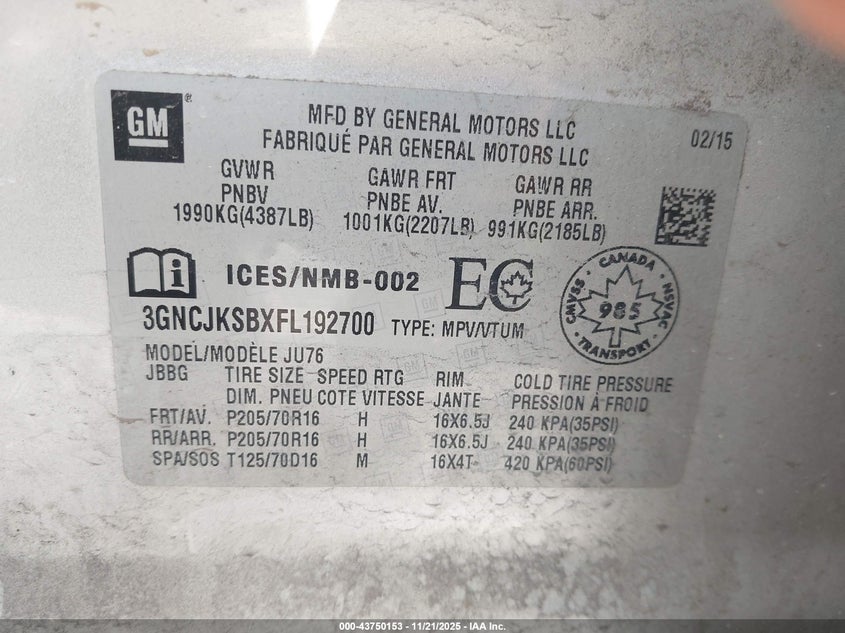 GM
MFD BY GENERAL MOTORS LLC
FABRIQUÉ PAR GENERAL MOTORS LLC
02/15
GVWR GAWR FRT GAWR RR
PNBV PNBE AV. PNBE ARR.
1990KG(4387LB) 1001KG(2207LB) 991KG(2185LB)
i ICES/NMB-002 EC
CANADA
CMVSS 985 NSVAC
TRANSPORT
3GNCJKSBXFL192700 TYPE: MPV/VTUM
MODEL/MODÈLE JU76
JBBG TIRE SIZE SPEED RTG RIM COLD TIRE PRESSURE
DIM. PNEU COTE VITESSE JANTE PRESSION À FROID
FRT/AV. P205/70R16 H 16X6.5J 240 KPA(35PSI)
RR/ARR. P205/70R16 H 16X6.5J 240 KPA(35PSI)
SPA/SOS T125/70D16 M 16X4T 420 KPA(60PSI)
000-43750153 - 11/21/2025 - IAA Inc.